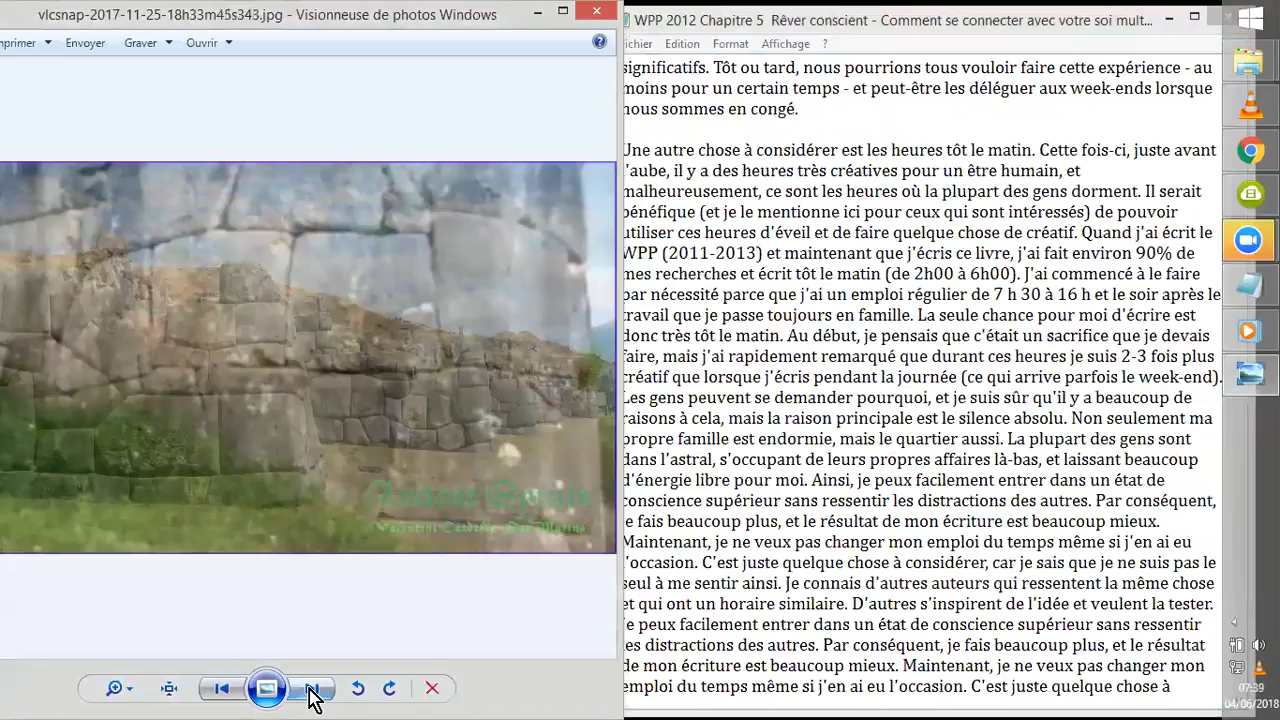 vlcsnap-2017-11-25-18h33m45s343.jpg - Visionneuse de photos Windows
mprimer Envoyer Graver Ouvrir
WPP 2012 Chapitre 5 Rêver conscient - Comment se connecter avec votre soi mult...
ichier Edition Format Affichage ?
significatifs. Tôt ou tard, nous pourrions tous vouloir faire cette expérience - au
moins pour un certain temps - et peut-être les déléguer aux week-ends lorsque
nous sommes en congé.
Une autre chose à considérer est les heures tôt le matin. Cette fois-ci, juste avant
l'aube, il y a des heures très créatives pour un être humain, et
malheureusement, ce sont les heures où la plupart des gens dorment. Il serait
bénéfique (et je le mentionne ici pour ceux qui sont intéressés) de pouvoir
utiliser ces heures d'éveil et de faire quelque chose de créatif. Quand j'ai écrit le
WPP (2011-2013) et maintenant que j'écris ce livre, j'ai fait environ 90% de
mes recherches et écrit tôt le matin (de 2h00 à 6h00). J'ai commencé à le faire
par nécessité parce que j'ai un emploi régulier de 7 h 30 à 16 h et le soir après le
travail que je passe toujours en famille. La seule chance pour moi d'écrire est
donc très tôt le matin. Au début, je pensais que c'était un sacrifice que je devais
faire, mais j'ai rapidement remarqué que durant ces heures je suis 2-3 fois plus
créatif que lorsque j'écris pendant la journée (ce qui arrive parfois le week-end).
Les gens peuvent se demander pourquoi, et je suis sûr qu'il y a beaucoup de
raisons à cela, mais la raison principale est le silence absolu. Non seulement ma
propre famille est endormie, mais le quartier aussi. La plupart des gens sont
dans l'astral, s'occupant de leurs propres affaires là-bas, et laissant beaucoup
d'énergie libre pour moi. Ainsi, je peux facilement entrer dans un état de
conscience supérieur sans ressentir les distractions des autres. Par conséquent,
je fais beaucoup plus, et le résultat de mon écriture est beaucoup mieux.
Maintenant, je ne veux pas changer mon emploi du temps même si j'en ai eu
l'occasion. C'est juste quelque chose à considérer, car je sais que je ne suis pas le
seul à me sentir ainsi. Je connais d'autres auteurs qui ressentent la même chose
et qui ont un horaire similaire. D'autres s'inspirent de l'idée et veulent la tester.
Je peux facilement entrer dans un état de conscience supérieur sans ressentir
les distractions des autres. Par conséquent, je fais beaucoup plus, et le résultat
de mon écriture est beaucoup mieux. Maintenant, je ne veux pas changer mon
emploi du temps même si j'en ai eu l'occasion. C'est juste quelque chose à
07:39
04/06/2018